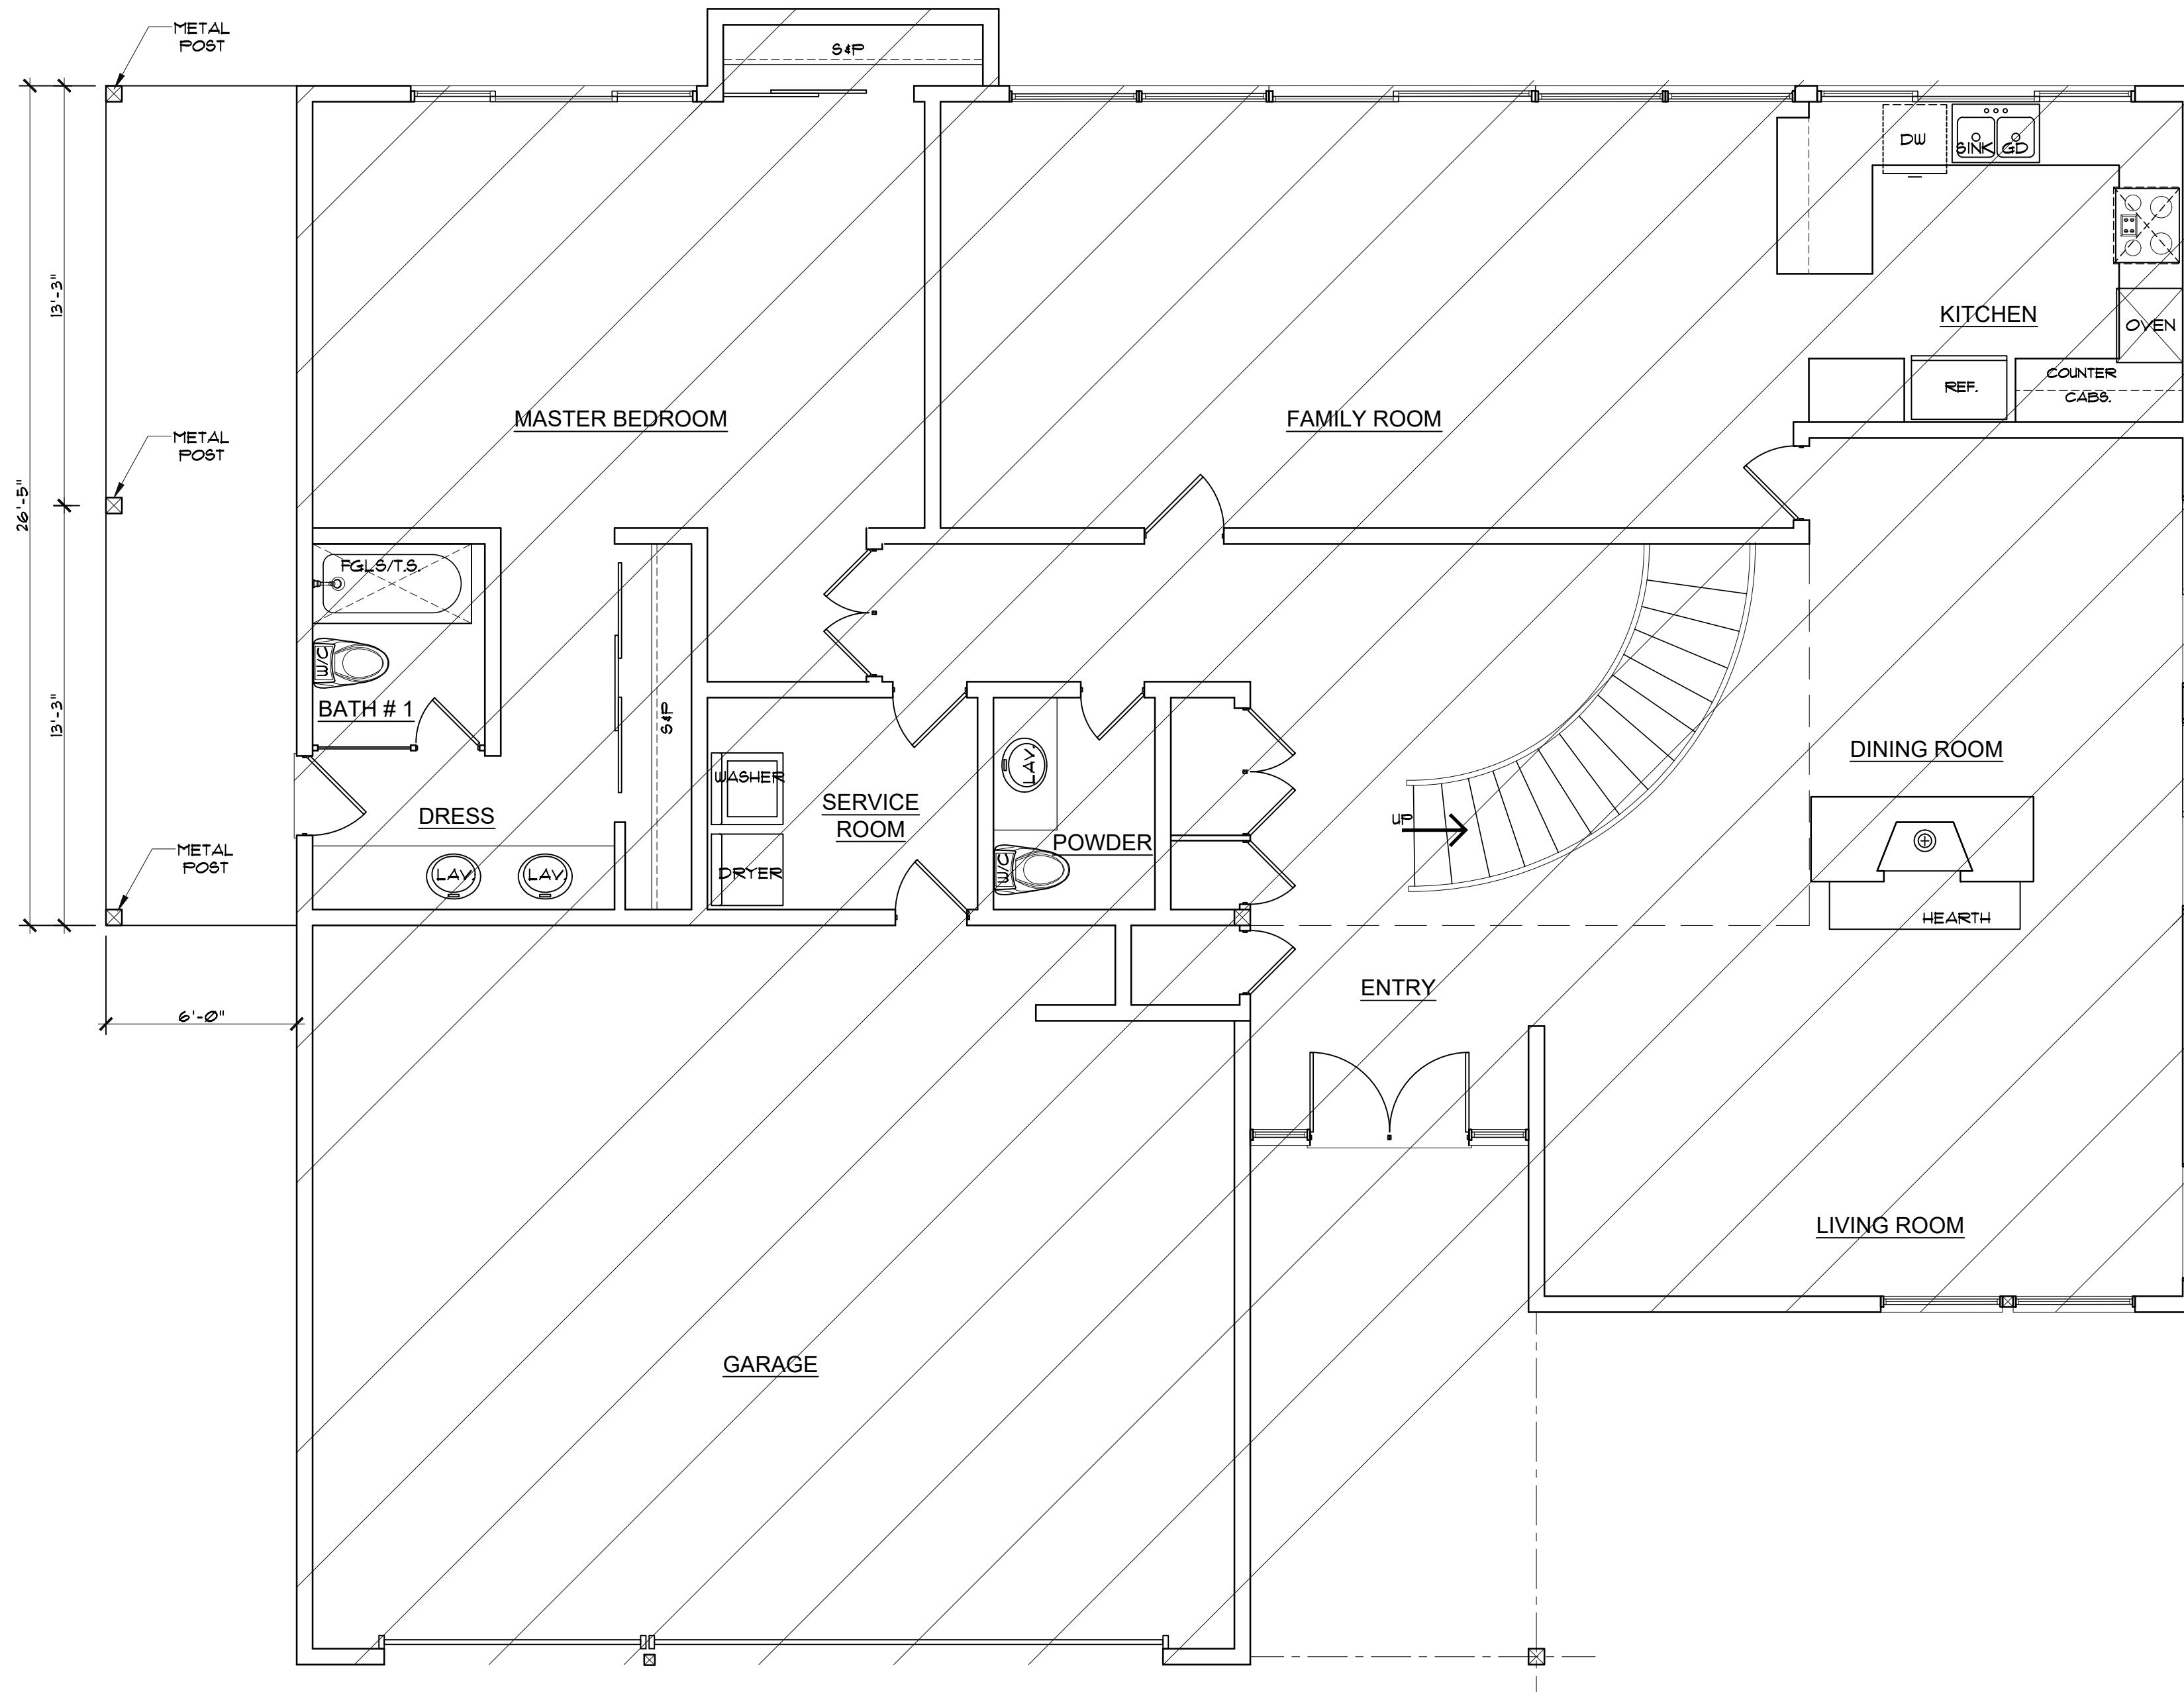 METAL
POST
S&P
DW
SINK GD
13'-3"
KITCHEN
OVEN
COUNTER
CABS.
REF.
MASTER BEDROOM
FAMILY ROOM
METAL
POST
26'-5"
FGLS/T.S.
W/C
BATH # 1
13'-3"
S&P
WASHER
LAV.
DINING ROOM
SERVICE
ROOM
DRESS
UP
POWDER
METAL
POST
LAV.
LAV.
DRYER
W/C
HEARTH
ENTRY
6'-0"
LIVING ROOM
GARAGE